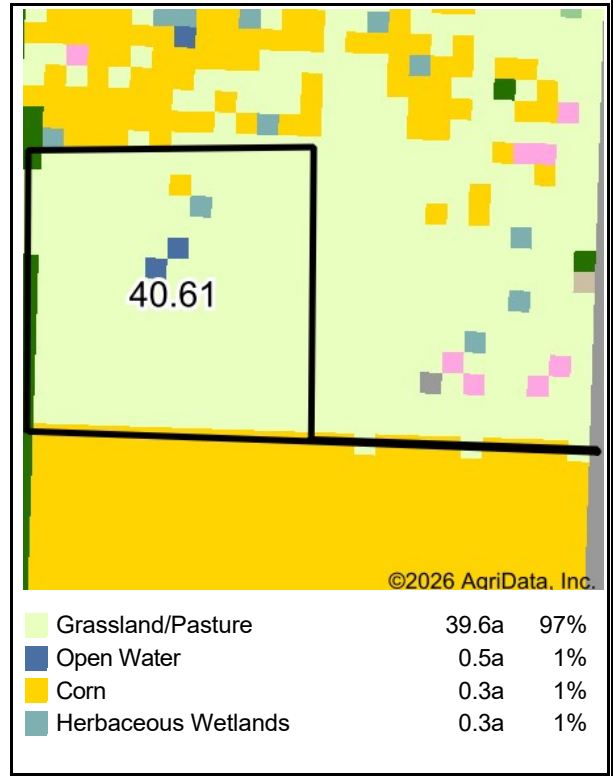 40.61
©2026 AgriData, Inc.
Grassland/Pasture 39.6a 97%
Open Water 0.5a 1%
Corn 0.3a 1%
Herbaceous Wetlands 0.3a 1%